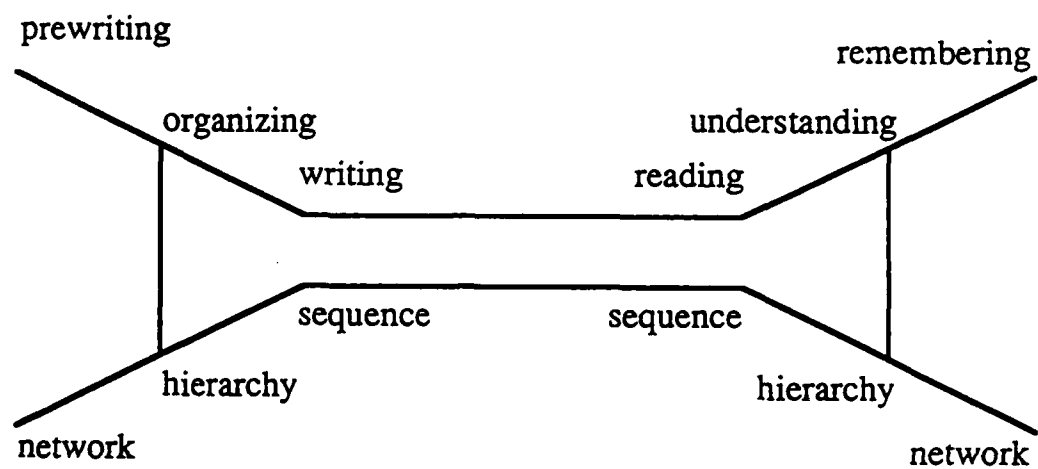 prewriting
remembering
organizing
understanding
writing
reading
sequence
sequence
hierarchy
hierarchy
network
network